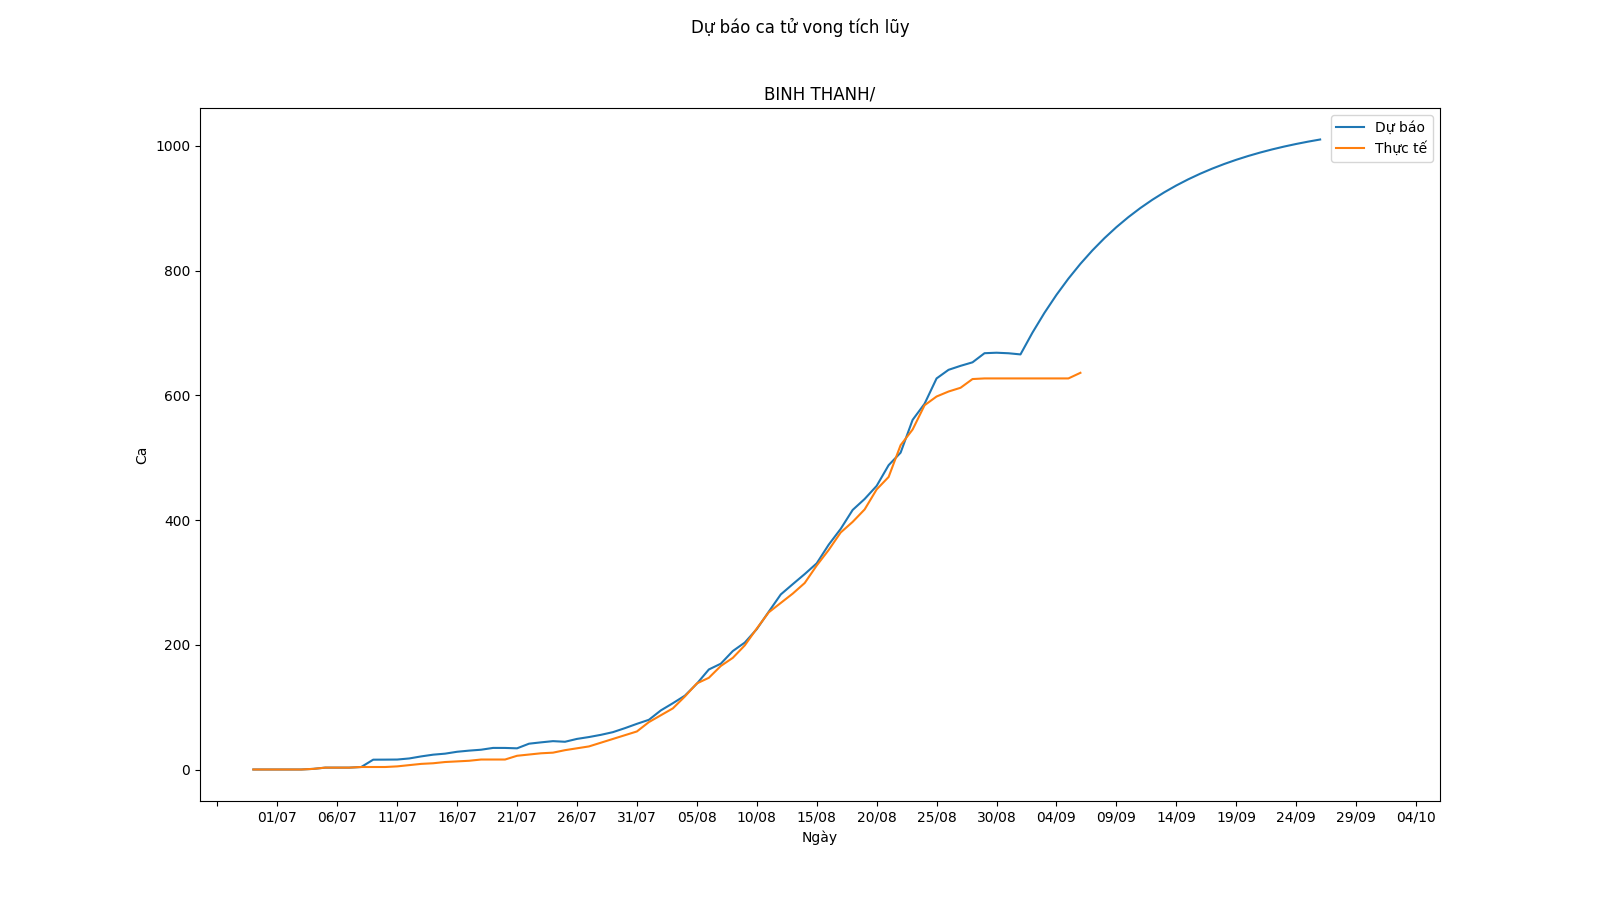 Dự báo ca tử vong tích lũy
BINH THANH/
Dự báo
Thực tế
1000
800
600
400
200
0
Ca
01/07 06/07 11/07 16/07 21/07 26/07 31/07 05/08 10/08 15/08 20/08 25/08 30/08 04/09 09/09 14/09 19/09 24/09 29/09 04/10
Ngày